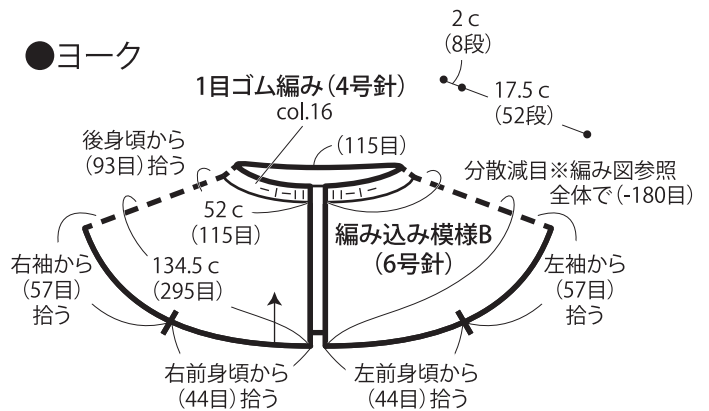 ●ヨーク
2c
(8段)
17.5c
(52段)
1目ゴム編み(4号針)
col.16
(115目)
後身頃から
(93目)拾う
分散減目※編み図参照
全体で(-180目)
52c
(115目)
編み込み模様B
(6号針)
右袖から
(57目)
拾う
134.5c
(295目)
左袖から
(57目)
拾う
右前身頃から
(44目)拾う
左前身頃から
(44目)拾う